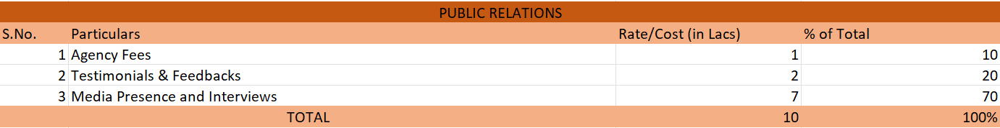 PUBLIC RELATIONS
S.No. Particulars Rate/Cost (in Lacs) % of Total
1 Agency Fees 1 10
2 Testimonials & Feedbacks 2 20
3 Media Presence and Interviews 7 70
TOTAL 10 100%